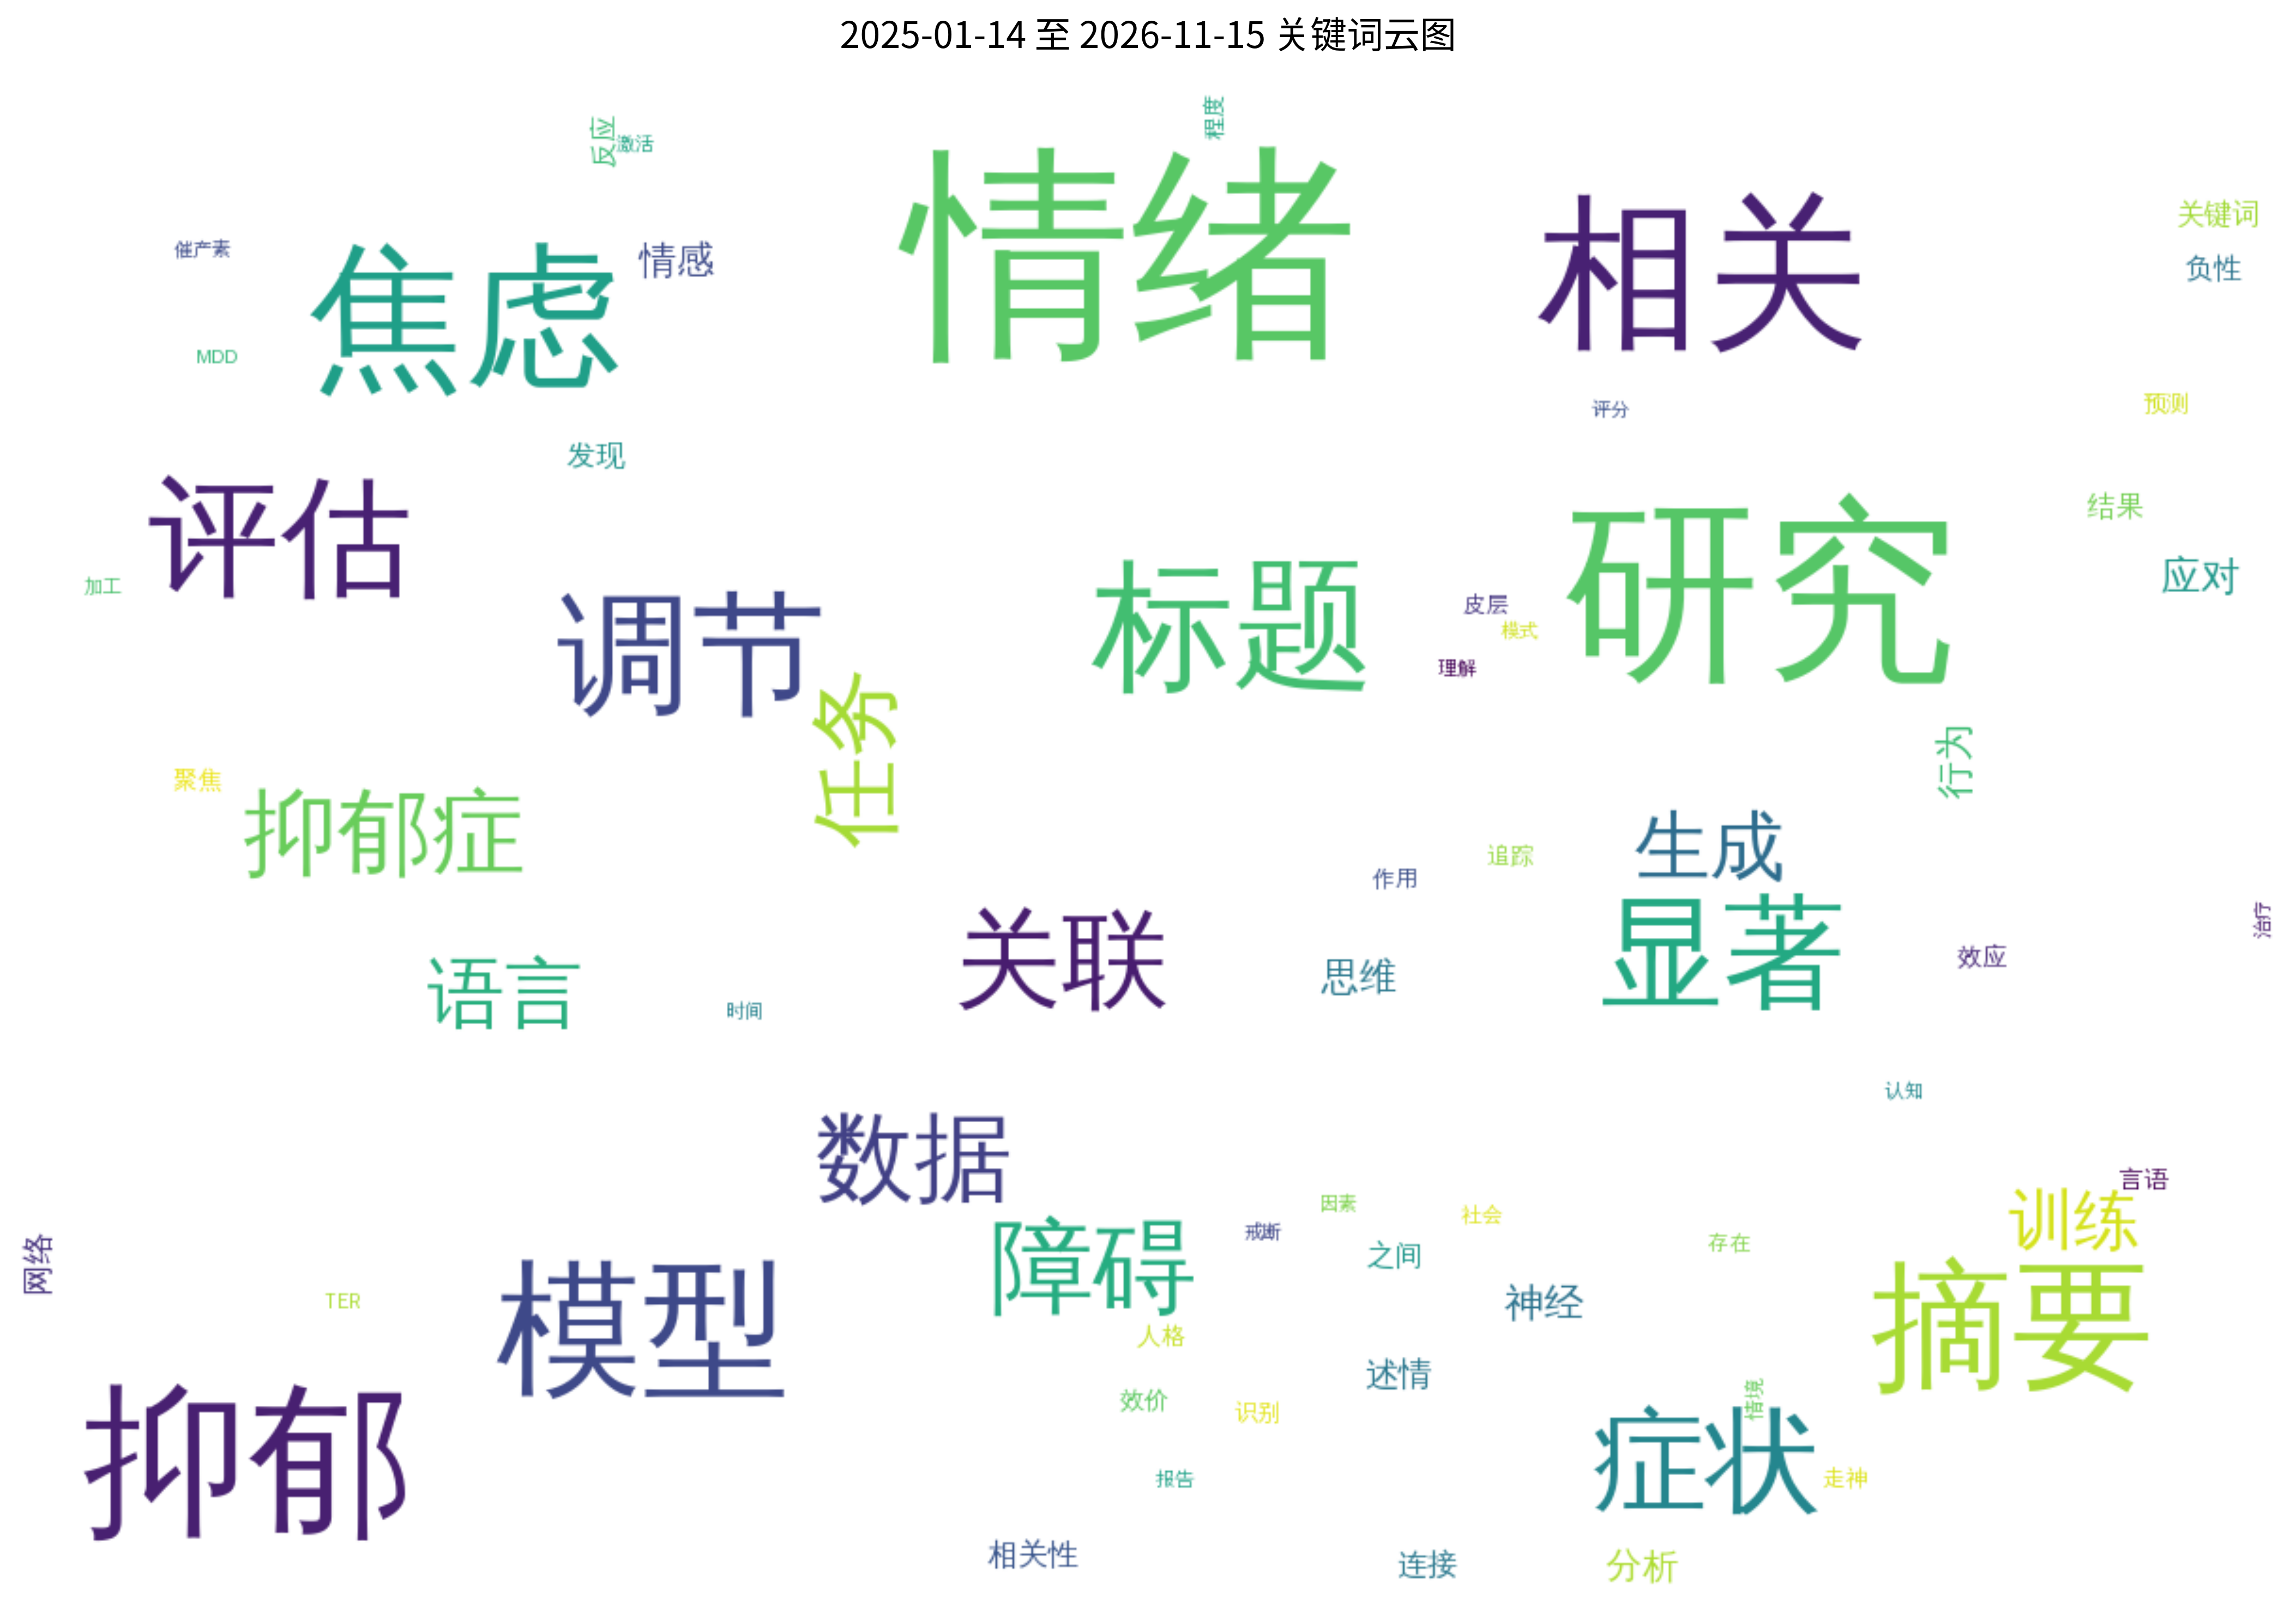 2025-01-14 至 2026-11-15 关键词云图
程度
反应
激活
情绪
相关
关键词
催产素
焦虑
情感
负性
MDD
评分
预测
发现
评估
研究
结果
加工
调节
标题
皮层
模式
理解
应对
任务
行为
聚焦
抑郁症
生成
追踪
作用
治疗
关联
显著
效应
思维
语言
时间
认知
数据
言语
因素
社会
训练
戒断
存在
之间
网络
障碍
TER
模型
神经
摘要
人格
述情
效价
识别
情境
抑郁
症状
报告
走神
相关性
连接
分析